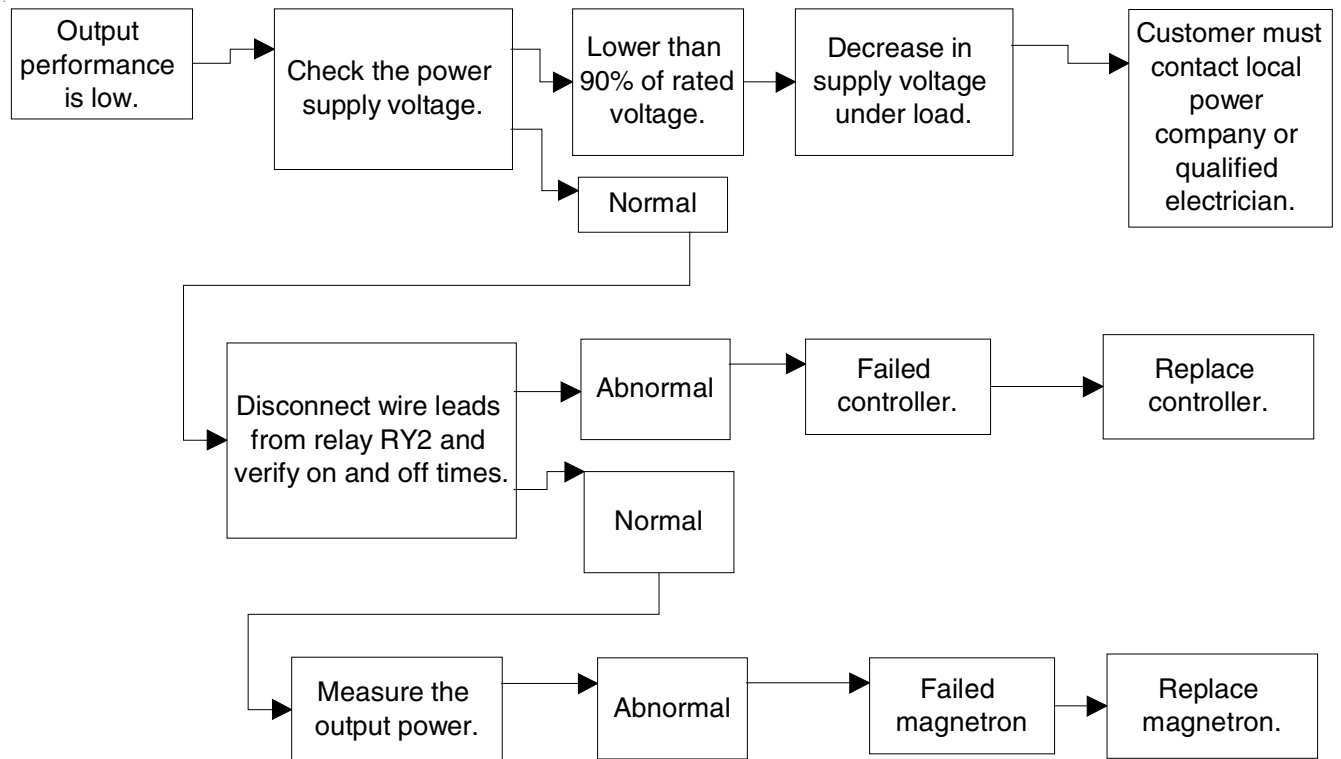 Output
performance
is low.
Check the power
supply voltage.
Lower than
90% of rated
voltage.
Decrease in
supply voltage
under load.
Customer must
contact local
power
company or
qualified
electrician.
Normal
Disconnect wire leads
from relay RY2 and
verify on and off times.
Abnormal
Failed
controller.
Replace
controller.
Normal
Measure the
output power.
Abnormal
Failed
magnetron
Replace
magnetron.